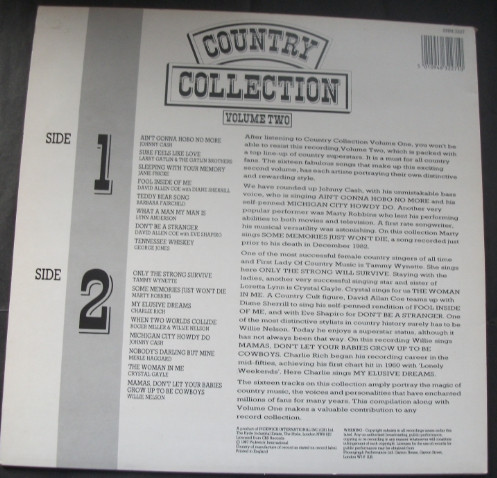 COUNTRY
COLLECTION
VOLUME TWO
SIDE
1
AIN'T GONNA HOBO NO MORE
JOHNNY CASH
SURE FEELS LIKE LOVE
LARRY GATLIN & THE GATLIN BROTHERS
SLEEPING WITH YOUR MEMORY
JANIE FRICKE
FOOL INSIDE OF ME
DAVID ALLEN COE with DIANE SHERRILL
TEDDY BEAR SONG
BARBARA FAIRCHILD
WHAT A MAN MY MAN IS
LYNN ANDERSON
DON'T BE A STRANGER
DAVID ALLEN COE with EVE SHAPIRO
TENNESSEE WHISKEY
GEORGE JONES
SIDE
2
ONLY THE STRONG SURVIVE
TAMMY WYNETTE
SOME MEMORIES JUST WON'T DIE
MARTY ROBBINS
MY ELUSIVE DREAMS
CHARLIE RICH
WHEN TWO WORLDS COLLIDE
ROGER MILLER & WILLIE NELSON
MICHIGAN CITY HOWDY DO
JOHNNY CASH
NOBODY'S DARLING BUT MINE
MERLE HAGGARD
THE WOMAN IN ME
CRYSTAL GAYLE
MAMAS, DON'T LET YOUR BABIES
GROW UP TO BE COWBOYS
WILLIE NELSON
After listening to Country Collection Volume One, you won't be
able to resist this recording Volume Two, which is packed with
a top line-up of country superstars. It is a must for all country
fans. The sixteen fabulous songs that make up this exciting
second volume, has each artiste portraying their own distinctive
and rewarding style.
We have rounded up Johnny Cash, with his unmistakable bass
voice, who is singing AIN'T GONNA HOBO NO MORE and his
self-penned MICHIGAN CITY HOWDY DO. Another very
popular performer was Marty Robbins who lent his performing
abilities to both movies and television. A first rate songwriter,
his musical versatility was astonishing. On this Country Marty
sings SOME MEMORIES JUST WON'T DIE, a song recorded just
prior to his death in December 1982.
One of the most successful female country singers of all time
and First Lady Of Country Music is Tammy Wynette. She sings
here ONLY THE STRONG WILL SURVIVE. Staying with the
ladies, another very successful singing star and sister of
Loretta Lynn is Crystal Gayle. Crystal sings for us THE WOMAN
IN ME. A Country Cult figure, David Allan Coe teams up with
Diane Sherrill to sing his self-penned rendition of FOOL INSIDE
OF ME, and with Eve Shapiro for DON'T BE A STRANGER. One of
the most distinctive stylists in country history surely has to be
Willie Nelson. Today he enjoys a superstar status, although it
has not always been that way. On this recording Willie sings
MAMAS, DON'T LET YOUR BABIES GROW UP TO BE
COWBOYS. Charlie Rich began his recording career in the
mid-fifties, achieving his first chart hit in 1960 with 'Lonely
Weekends'. Here Charlie sings MY ELUSIVE DREAMS.
The sixteen tracks on this collection amply portray the magic of
country music, the voices and personalities that have enchanted
millions of fans for many years. This compilation along with
Volume One makes a valuable contribution to any
record collection.
Printed in England